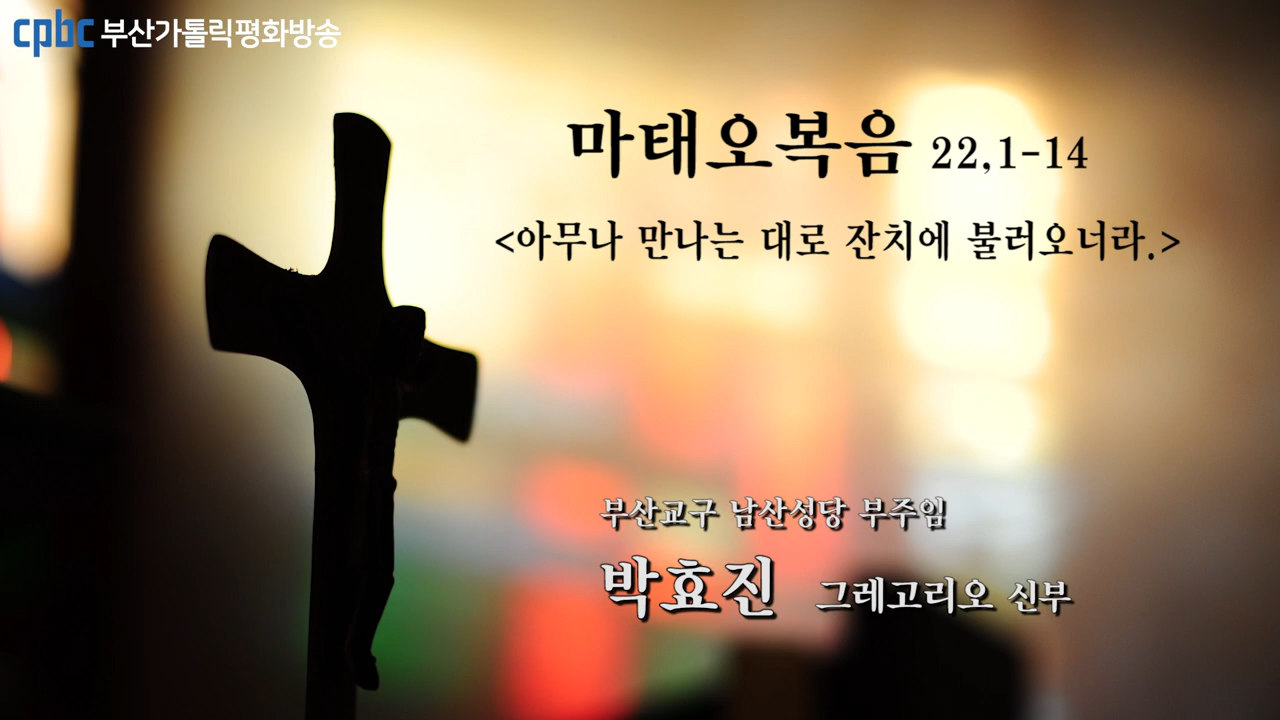 cpbc 부산가톨릭평화방송
마태오복음 22,1-14
<아무나 만나는 대로 잔치에 불러오너라.>
부산교구 남산성당 부주임
박효진 그레고리오 신부